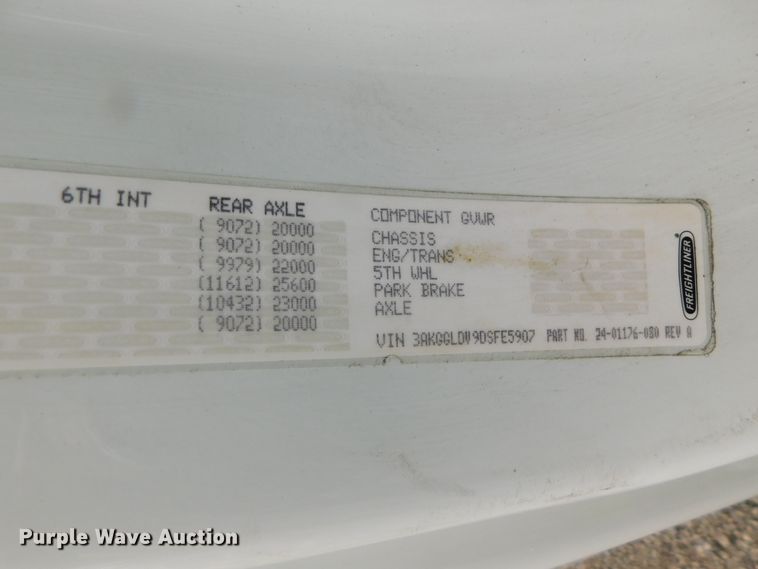 6TH INT
REAR AXLE
( 9072) 20000
( 9072) 20000
( 9979) 22000
(11612) 25600
(10432) 23000
( 9072) 20000
COMPONENT GVWR
CHASSIS
ENG/TRANS
5TH WHL
PARK BRAKE
AXLE
VIN 3AKGGLDV9DSFE5907 PART NO. 24-01176-080 REV A
FREIGHTLINER
Purple Wave Auction